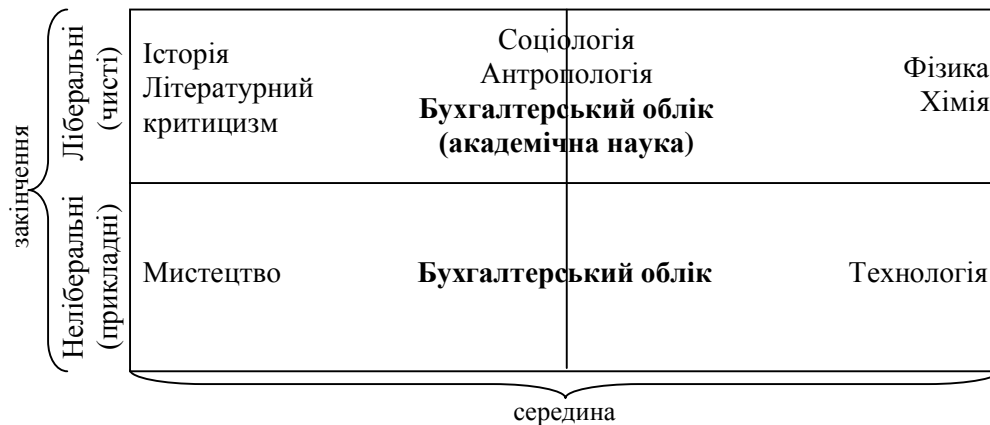 закінчення
Ліберальні
(чисті)
Історія
Літературний
критицизм
Соціологія
Антропологія
Бухгалтерський облік
(академічна наука)
Фізика
Хімія
Неліберальні
(прикладні)
Мистецтво
Бухгалтерський облік
Технологія
середина